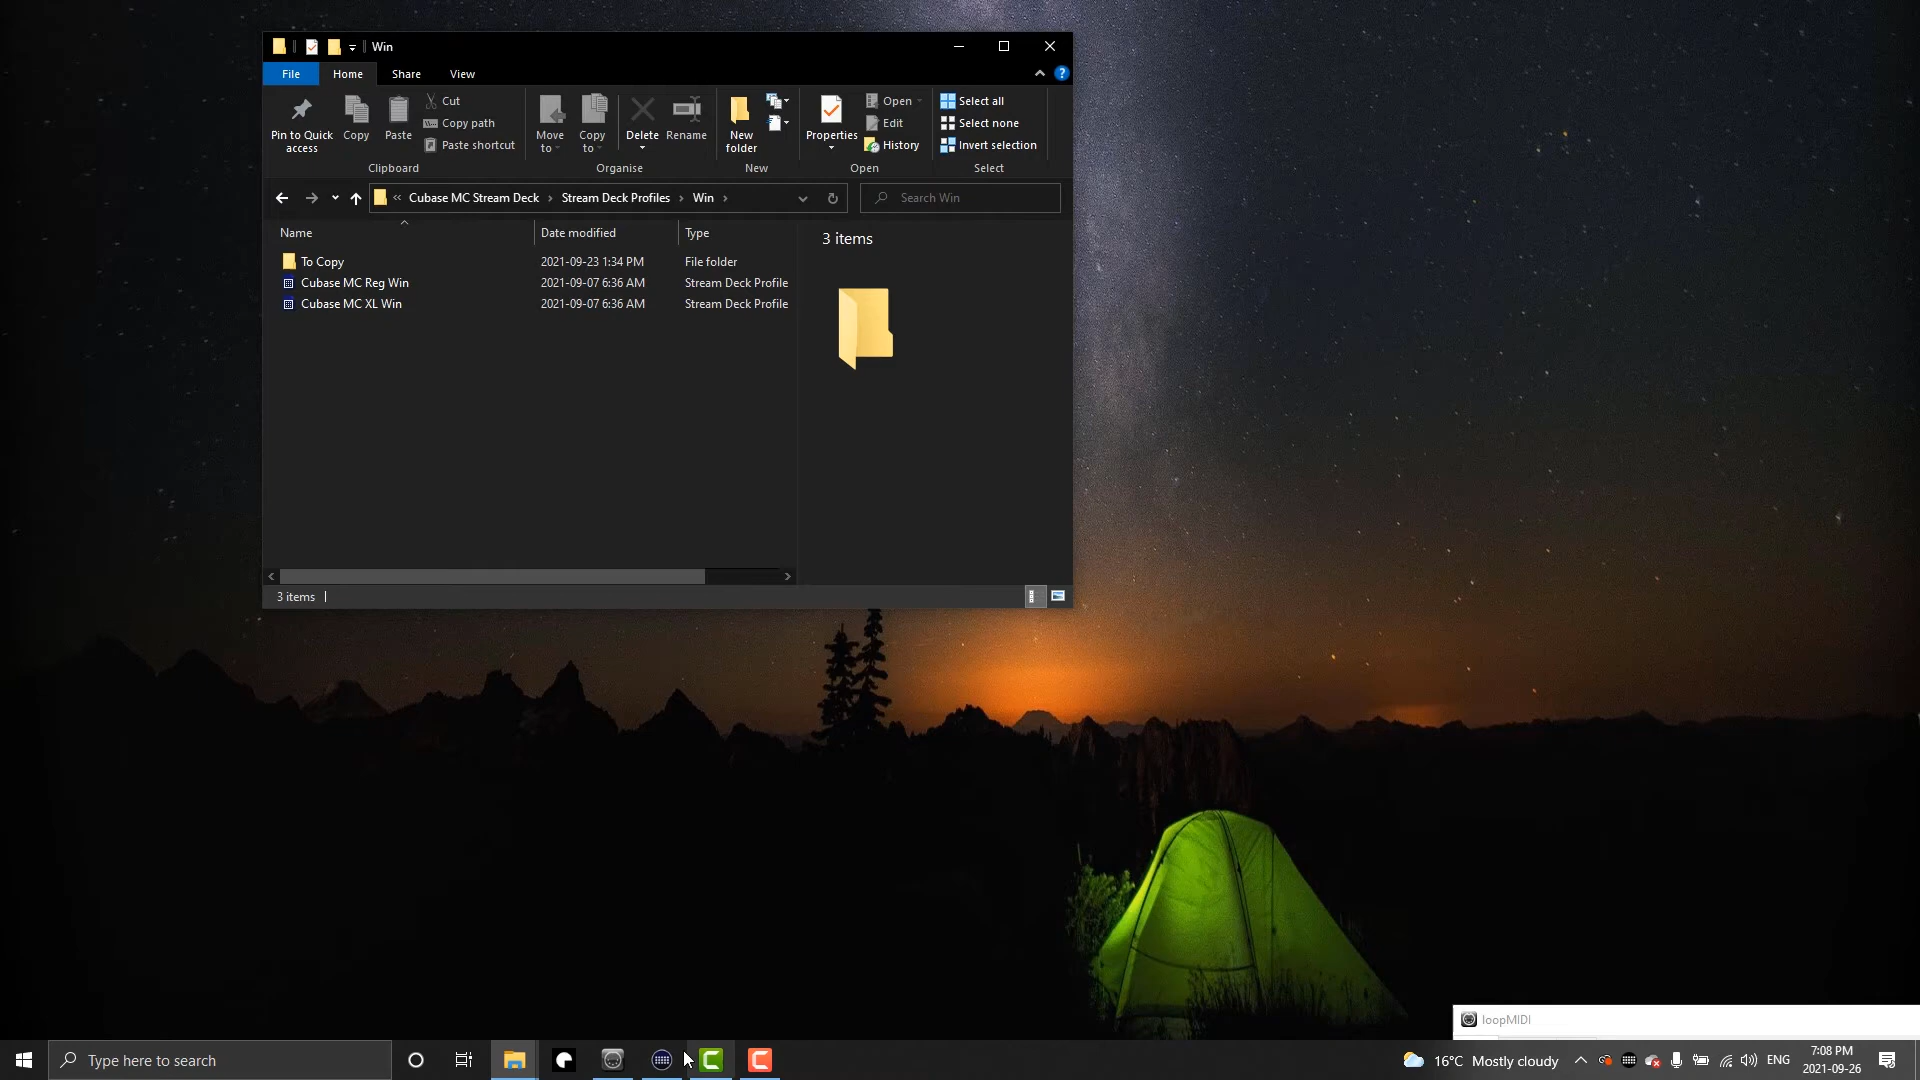 Win
File Home Share View
Pin to Quick access
Copy
Paste
Cut
Copy path
Paste shortcut
Clipboard
Move to
Copy to
Delete
Rename
Organise
New folder
New
Properties
Open
Edit
History
Open
Select all
Select none
Invert selection
Select
« Cubase MC Stream Deck › Stream Deck Profiles › Win ›
Search Win
Name Date modified Type
To Copy 2021-09-23 1:34 PM File folder
Cubase MC Reg Win 2021-09-07 6:36 AM Stream Deck Profile
Cubase MC XL Win 2021-09-07 6:36 AM Stream Deck Profile
3 items
3 items
loopMIDI
Type here to search
16°C Mostly cloudy
ENG
7:08 PM
2021-09-26